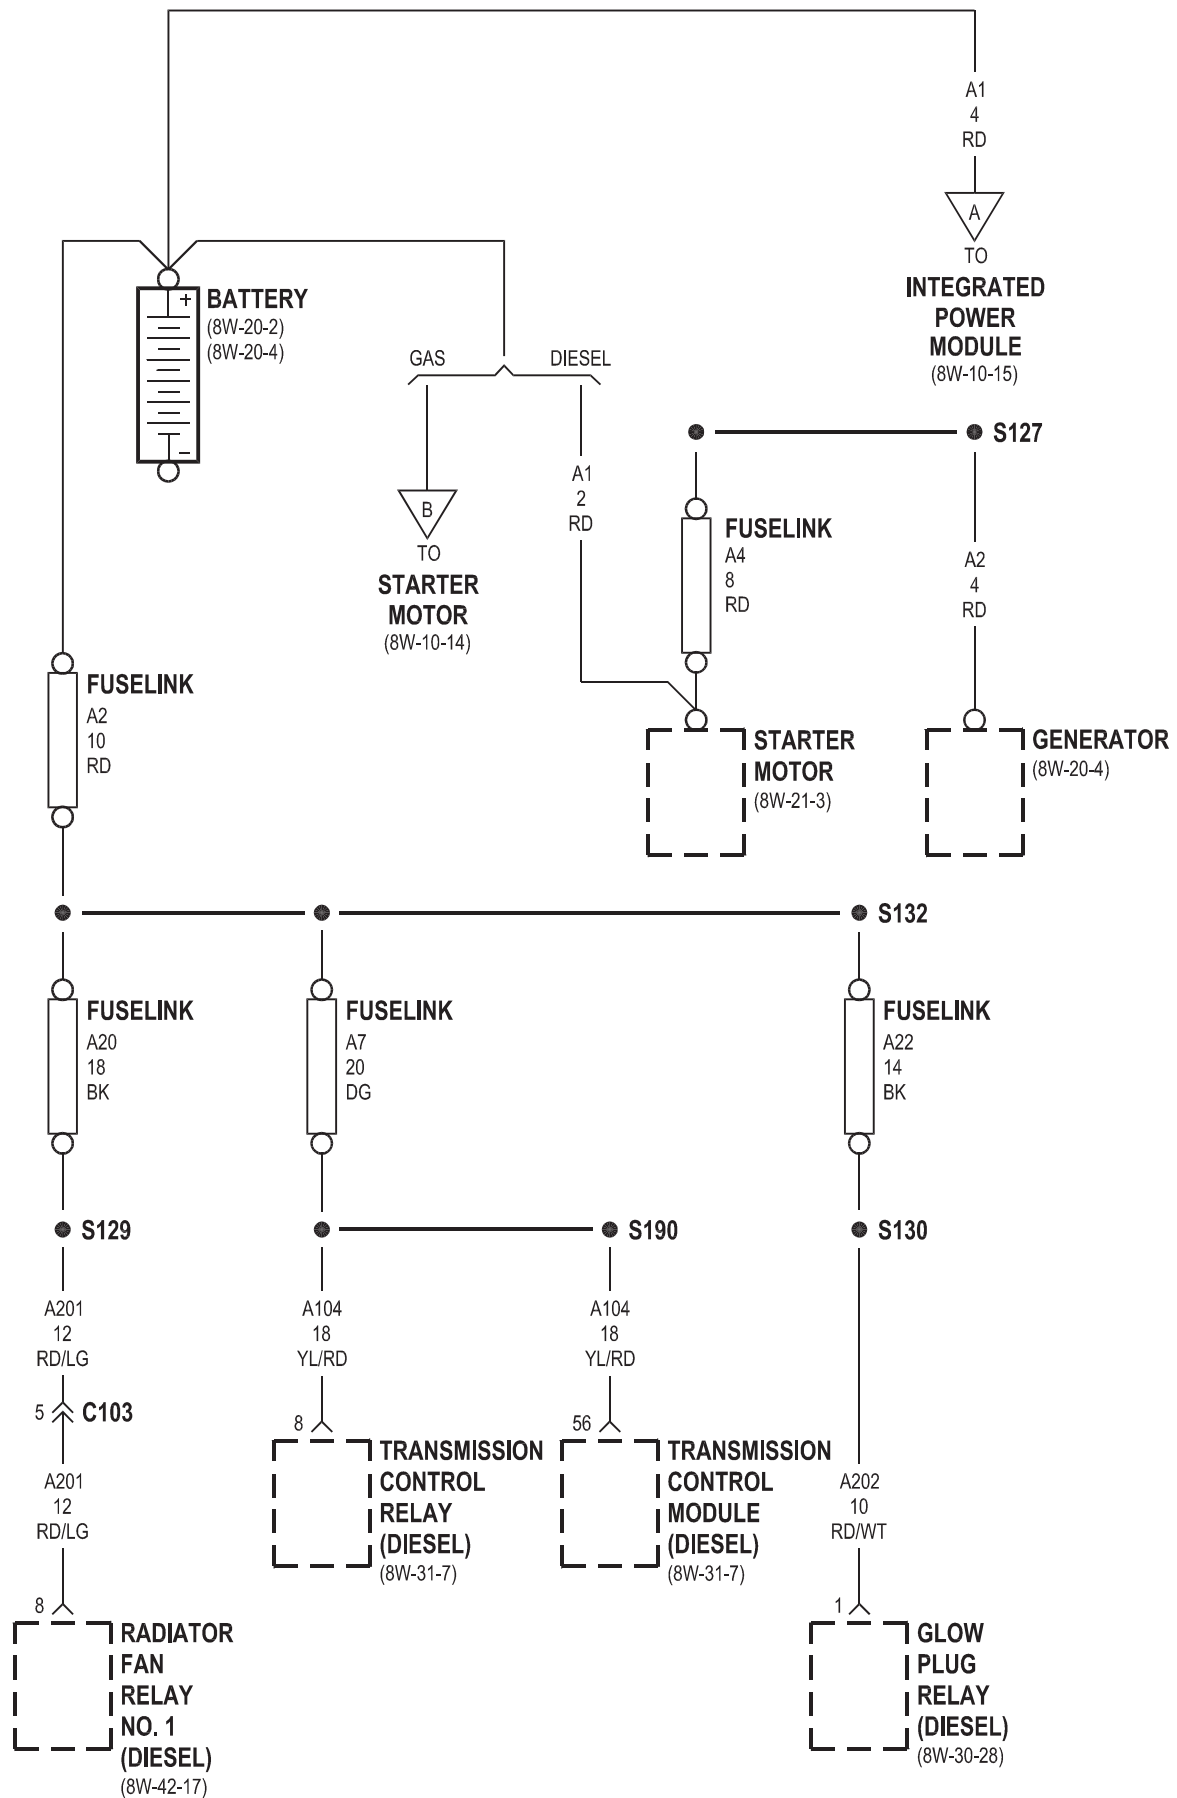 A1
4
RD
A
TO
INTEGRATED
POWER
MODULE
(8W-10-15)
+
BATTERY
(8W-20-2)
(8W-20-4)
−
GAS
DIESEL
B
TO
STARTER
MOTOR
(8W-10-14)
A1
2
RD
S127
FUSELINK
A4
8
RD
A2
4
RD
FUSELINK
A2
10
RD
STARTER
MOTOR
(8W-21-3)
GENERATOR
(8W-20-4)
S132
FUSELINK
A20
18
BK
FUSELINK
A7
20
DG
FUSELINK
A22
14
BK
S129
S190
S130
A201
12
RD/LG
A104
18
YL/RD
A104
18
YL/RD
5
C103
8
TRANSMISSION
CONTROL
RELAY
(DIESEL)
(8W-31-7)
56
TRANSMISSION
CONTROL
MODULE
(DIESEL)
(8W-31-7)
A201
12
RD/LG
A202
10
RD/WT
8
RADIATOR
FAN
RELAY
NO. 1
(DIESEL)
(8W-42-17)
1
GLOW
PLUG
RELAY
(DIESEL)
(8W-30-28)